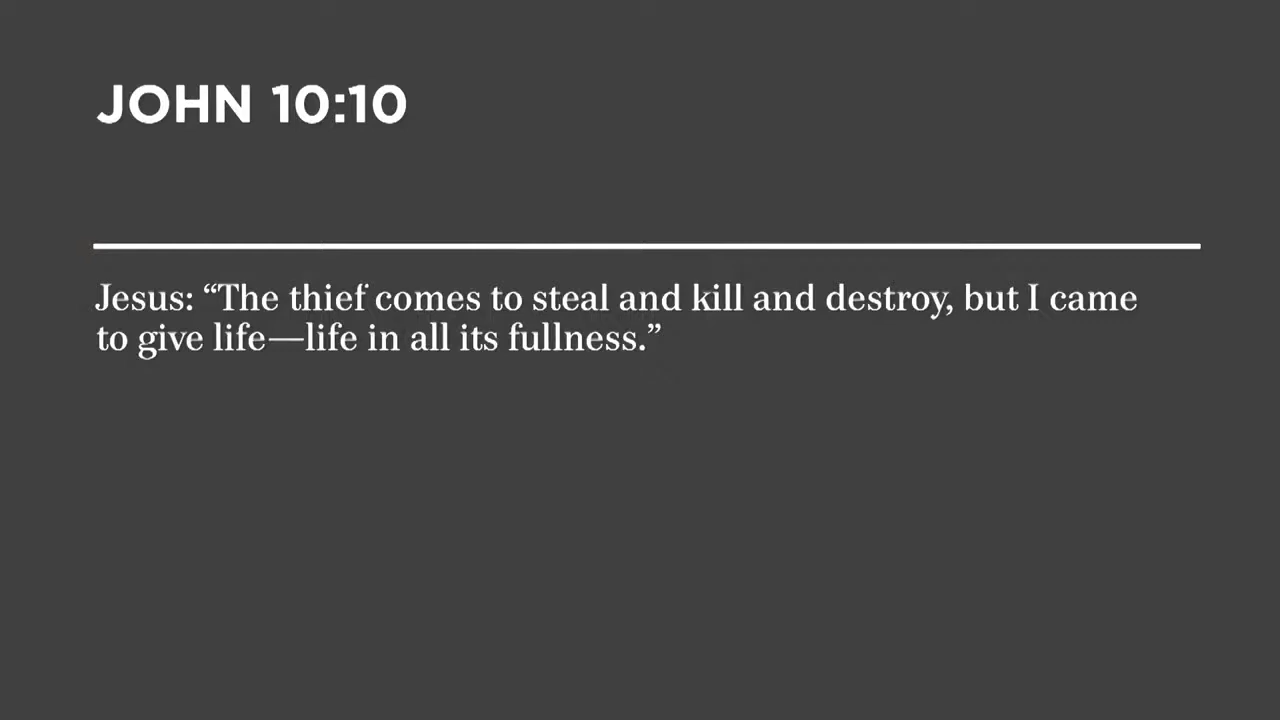 JOHN 10:10
Jesus: “The thief comes to steal and kill and destroy, but I came
to give life—life in all its fullness.”